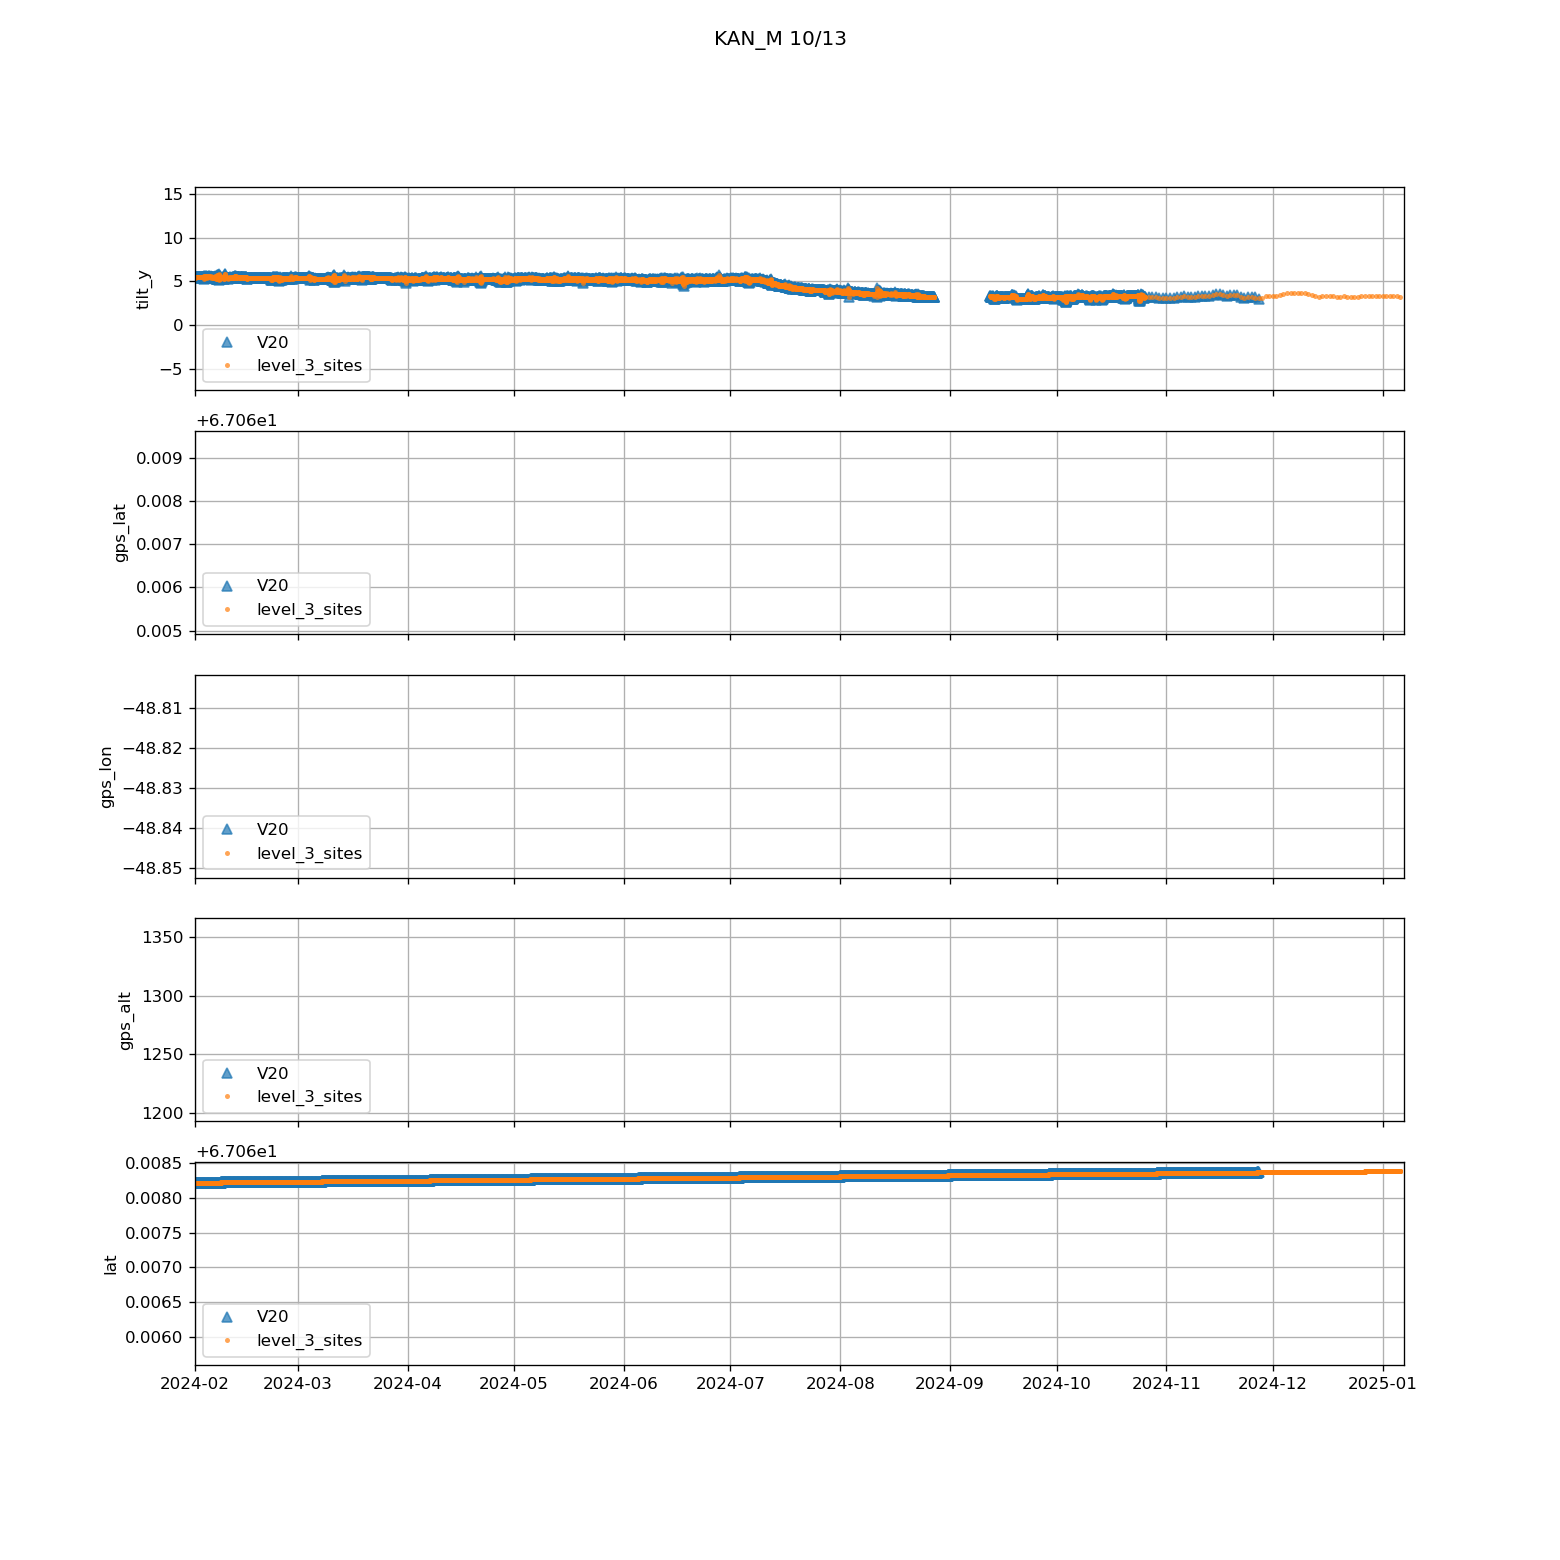 KAN_M 10/13
15
10
5
0
−5
tilt_y
V20
level_3_sites
+6.706e1
0.009
0.008
0.007
0.006
0.005
gps_lat
V20
level_3_sites
−48.81
−48.82
−48.83
−48.84
−48.85
gps_lon
V20
level_3_sites
1350
1300
1250
1200
gps_alt
V20
level_3_sites
+6.706e1
0.0085
0.0080
0.0075
0.0070
0.0065
0.0060
lat
V20
level_3_sites
2024-02 2024-03 2024-04 2024-05 2024-06 2024-07 2024-08 2024-09 2024-10 2024-11 2024-12 2025-01